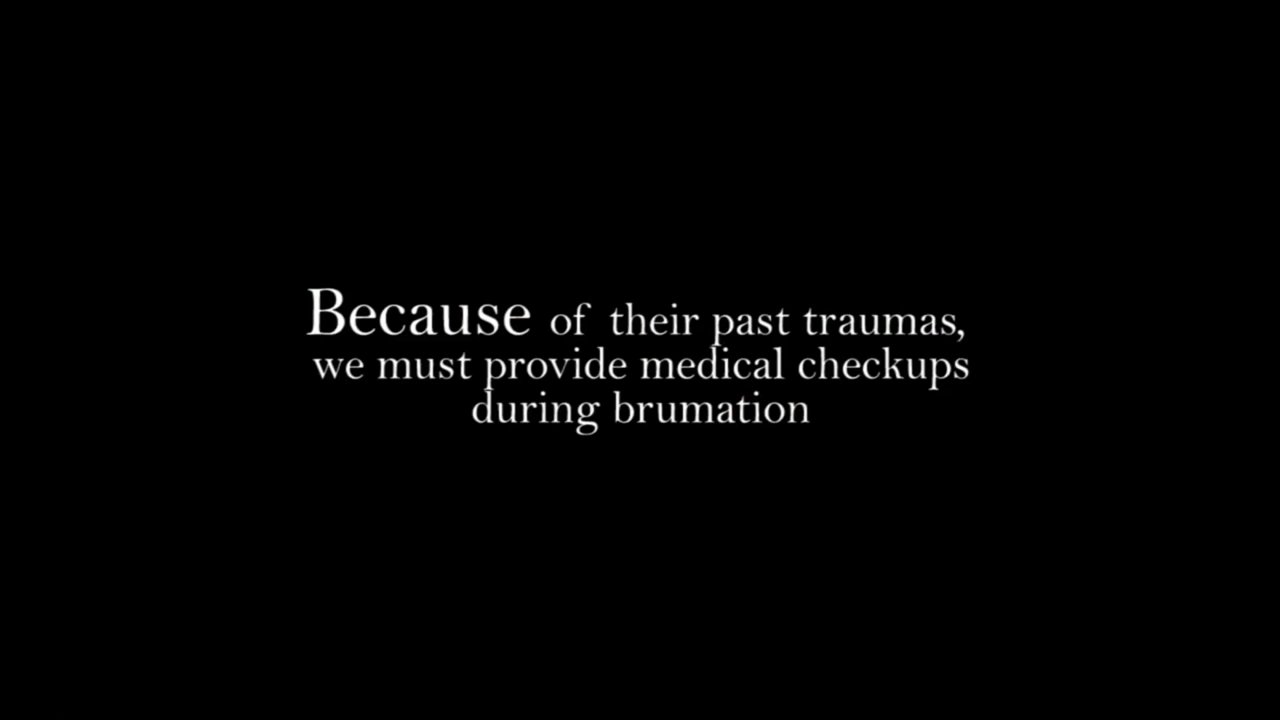 Because of their past traumas,
we must provide medical checkups
during brumation